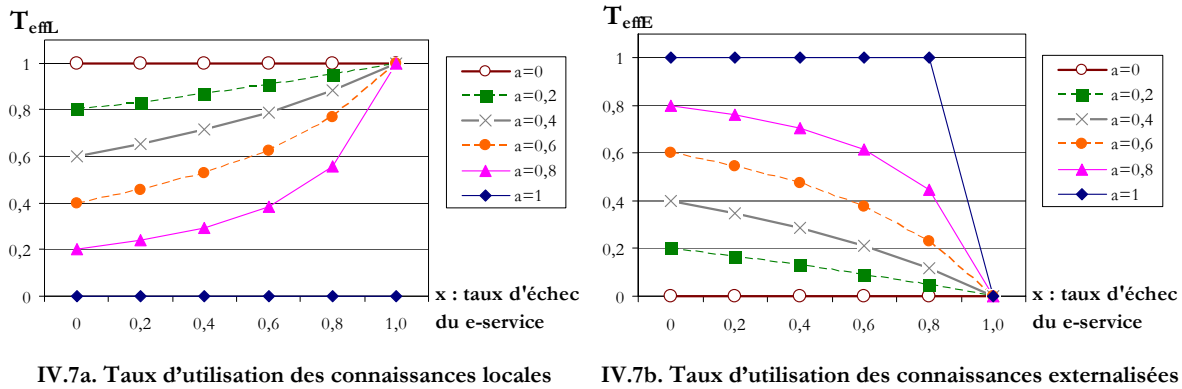 T_effL
1
0,8
0,6
0,4
0,2
0
0 0,2 0,4 0,6 0,8 1,0
x : taux d'échec
du e-service
a=0
a=0,2
a=0,4
a=0,6
a=0,8
a=1
IV.7a. Taux d’utilisation des connaissances locales
T_effE
1
0,8
0,6
0,4
0,2
0
0 0,2 0,4 0,6 0,8 1,0
x : taux d'échec
du e-service
a=0
a=0,2
a=0,4
a=0,6
a=0,8
a=1
IV.7b. Taux d’utilisation des connaissances externalisées